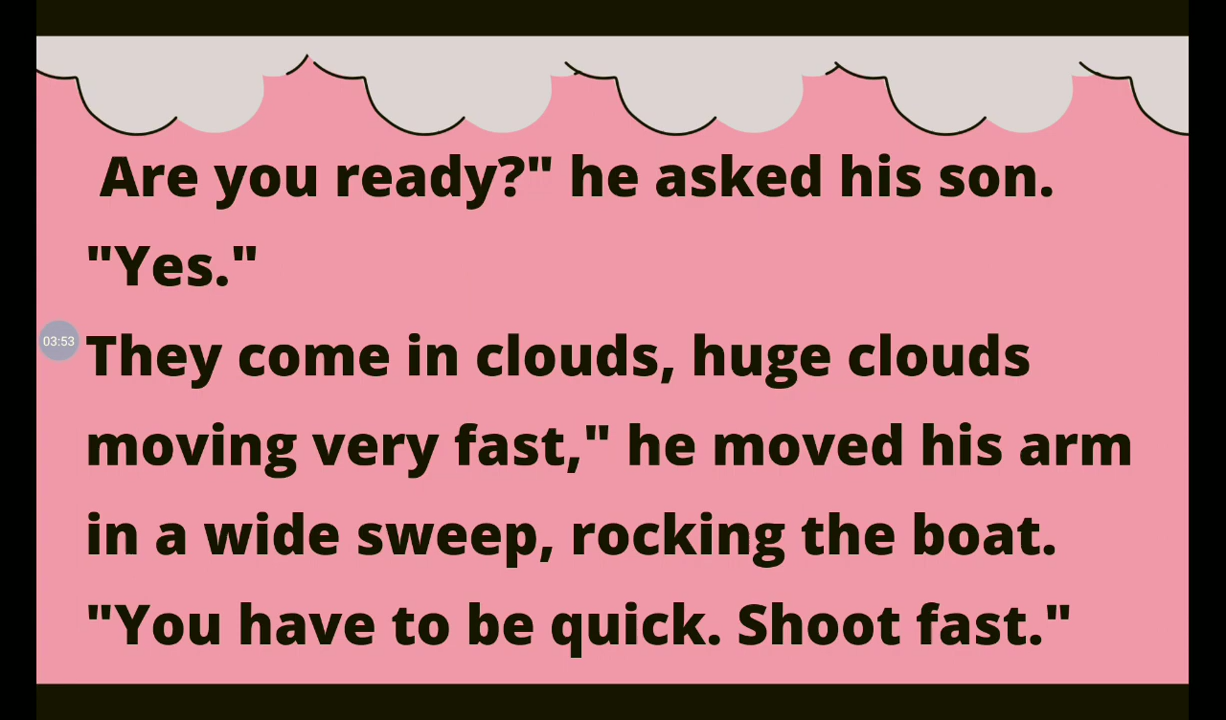 Are you ready?" he asked his son.
"Yes."
03:53
They come in clouds, huge clouds
moving very fast," he moved his arm
in a wide sweep, rocking the boat.
"You have to be quick. Shoot fast."